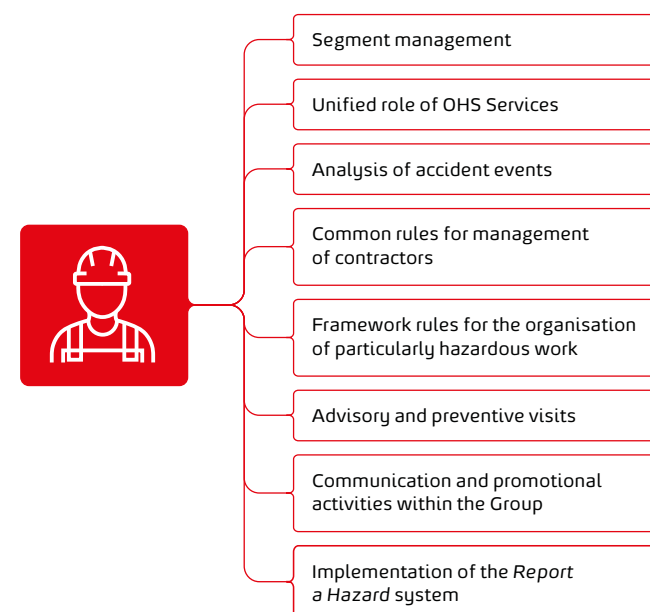 Segment management
Unified role of OHS Services
Analysis of accident events
Common rules for management
of contractors
Framework rules for the organisation
of particularly hazardous work
Advisory and preventive visits
Communication and promotional
activities within the Group
Implementation of the Report
a Hazard system